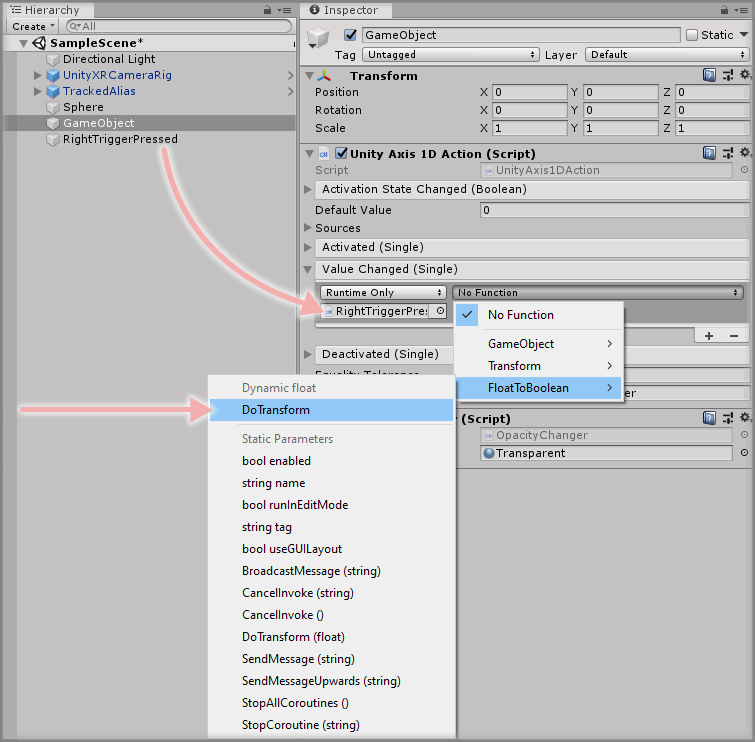 Hierarchy
Create
All
SampleScene*
Directional Light
UnityXRCameraRig
TrackedAlias
Sphere
GameObject
RightTriggerPressed
Inspector
GameObject
Static
Tag Untagged Layer Default
Transform
Position X 0 Y 0 Z 0
Rotation X 0 Y 0 Z 0
Scale X 1 Y 1 Z 1
Unity Axis 1D Action (Script)
Script UnityAxis1DAction
Activation State Changed (Boolean)
Default Value 0
Sources
Activated (Single)
Value Changed (Single)
Runtime Only No Function
RightTriggerPres
No Function
GameObject
Transform
FloatToBoolean
Deactivated (Single)
Equality Tolerance
(Script)
OpacityChanger
Transparent
Dynamic float
DoTransform
Static Parameters
bool enabled
string name
bool runInEditMode
string tag
bool useGUILayout
BroadcastMessage (string)
CancelInvoke (string)
CancelInvoke ()
DoTransform (float)
SendMessage (string)
SendMessageUpwards (string)
StopAllCoroutines ()
StopCoroutine (string)